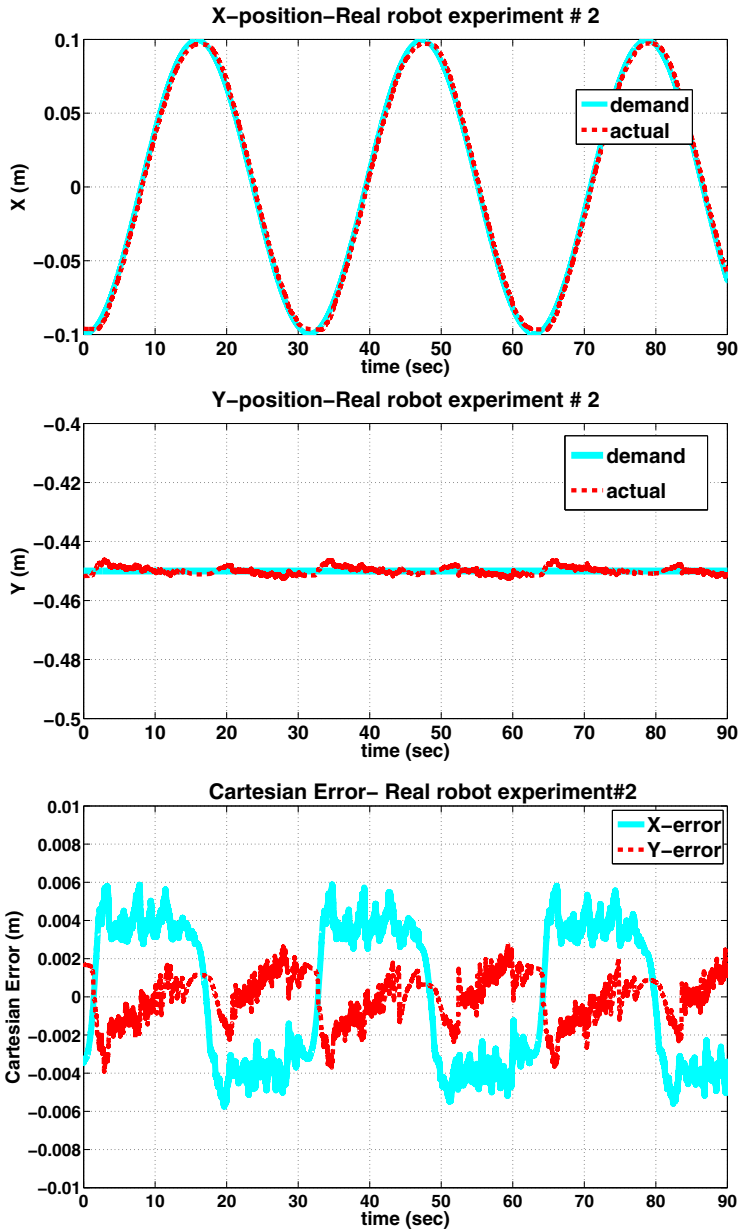 X-position-Real robot experiment # 2
0.1
0.05
0
-0.05
-0.1
X (m)
demand
actual
0 10 20 30 40 50 60 70 80 90
time (sec)
Y-position-Real robot experiment # 2
-0.4
-0.42
-0.44
-0.46
-0.48
-0.5
Y (m)
demand
actual
0 10 20 30 40 50 60 70 80 90
time (sec)
Cartesian Error- Real robot experiment#2
0.01
0.008
0.006
0.004
0.002
0
-0.002
-0.004
-0.006
-0.008
-0.01
Cartesian Error (m)
X-error
Y-error
0 10 20 30 40 50 60 70 80 90
time (sec)